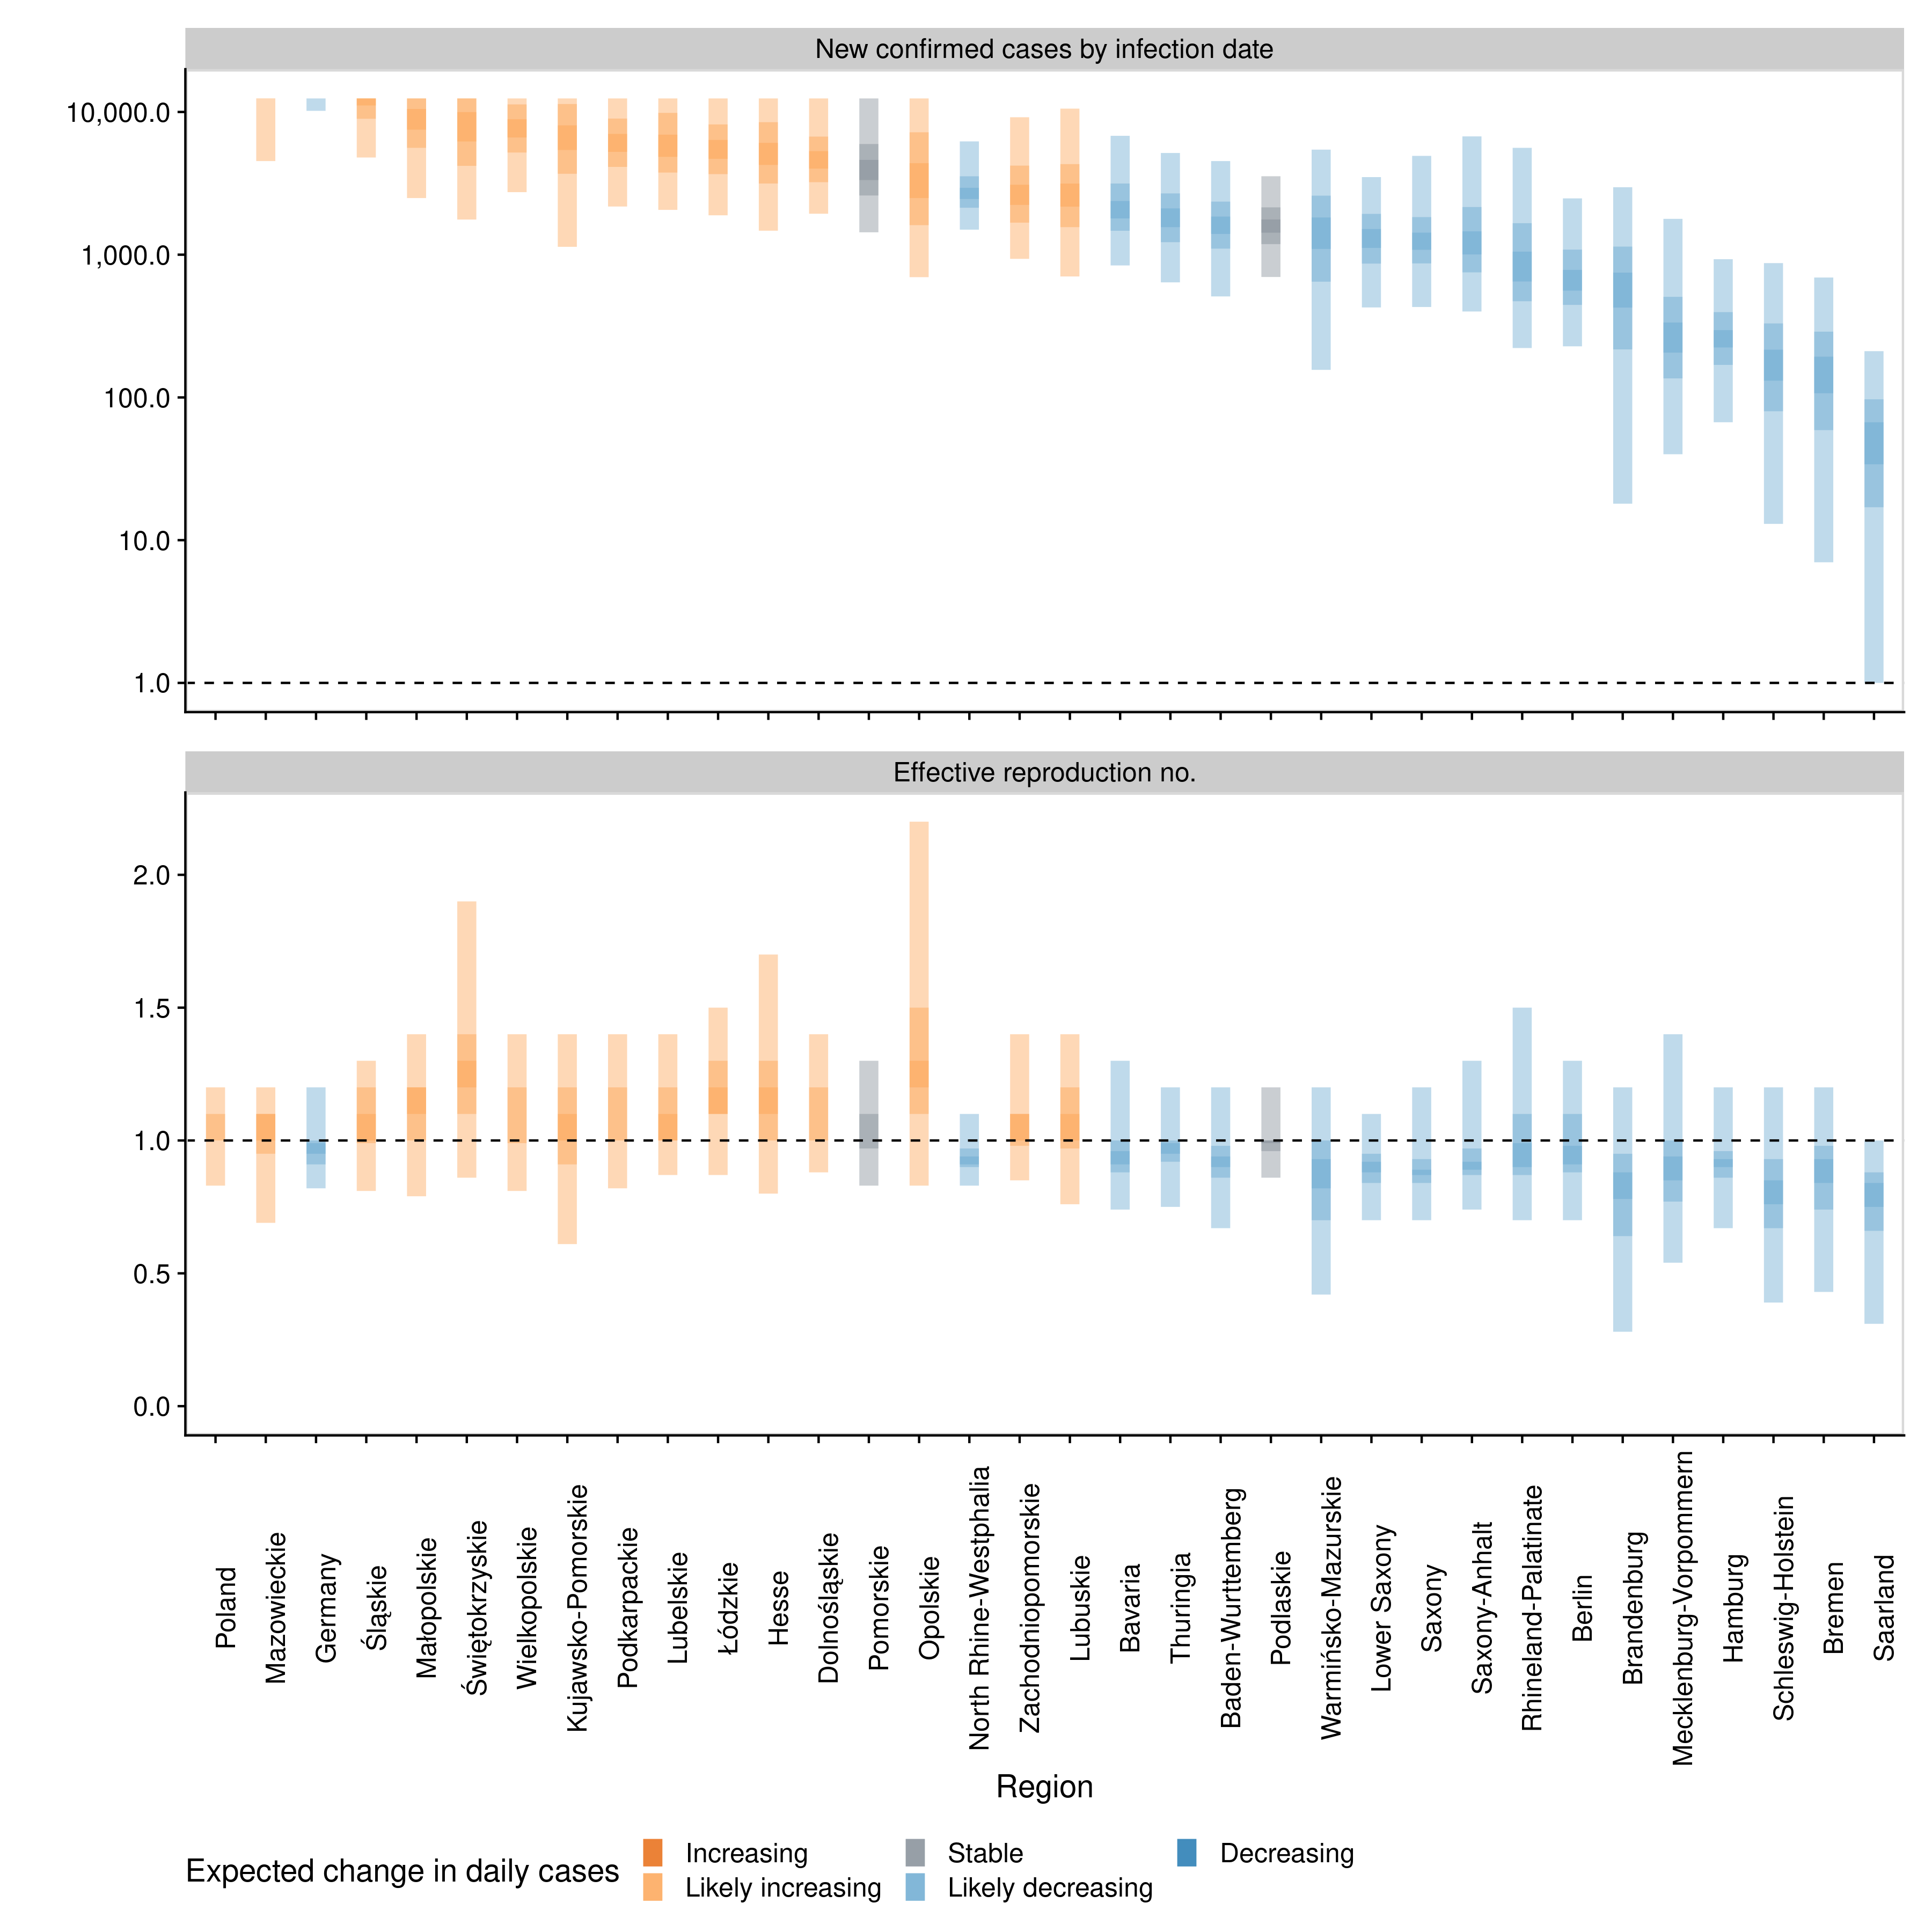 New confirmed cases by infection date
10,000.0
1,000.0
100.0
10.0
1.0
Effective reproduction no.
2.0
1.5
1.0
0.5
0.0
Poland
Mazowieckie
Germany
Śląskie
Małopolskie
Świętokrzyskie
Wielkopolskie
Kujawsko-Pomorskie
Podkarpackie
Lubelskie
Łódzkie
Hesse
Dolnośląskie
Pomorskie
Opolskie
North Rhine-Westphalia
Zachodniopomorskie
Lubuskie
Bavaria
Thuringia
Baden-Wurttemberg
Podlaskie
Warmińsko-Mazurskie
Lower Saxony
Saxony
Saxony-Anhalt
Rhineland-Palatinate
Berlin
Brandenburg
Mecklenburg-Vorpommern
Hamburg
Schleswig-Holstein
Bremen
Saarland
Region
Expected change in daily cases
Increasing
Stable
Decreasing
Likely increasing
Likely decreasing